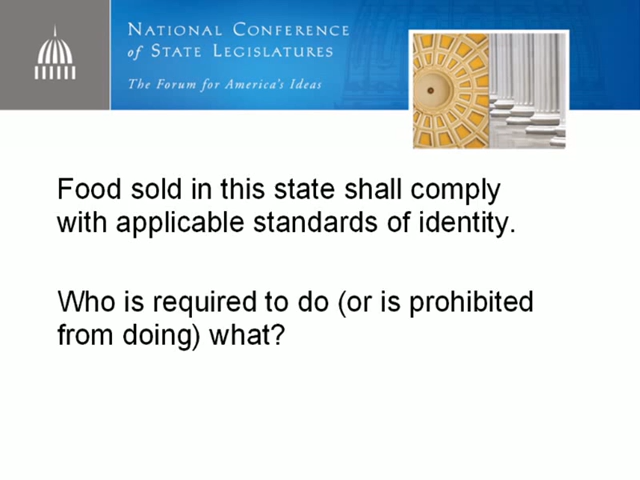 NATIONAL CONFERENCE
of STATE LEGISLATURES
The Forum for America's Ideas
Food sold in this state shall comply
with applicable standards of identity.
Who is required to do (or is prohibited
from doing) what?